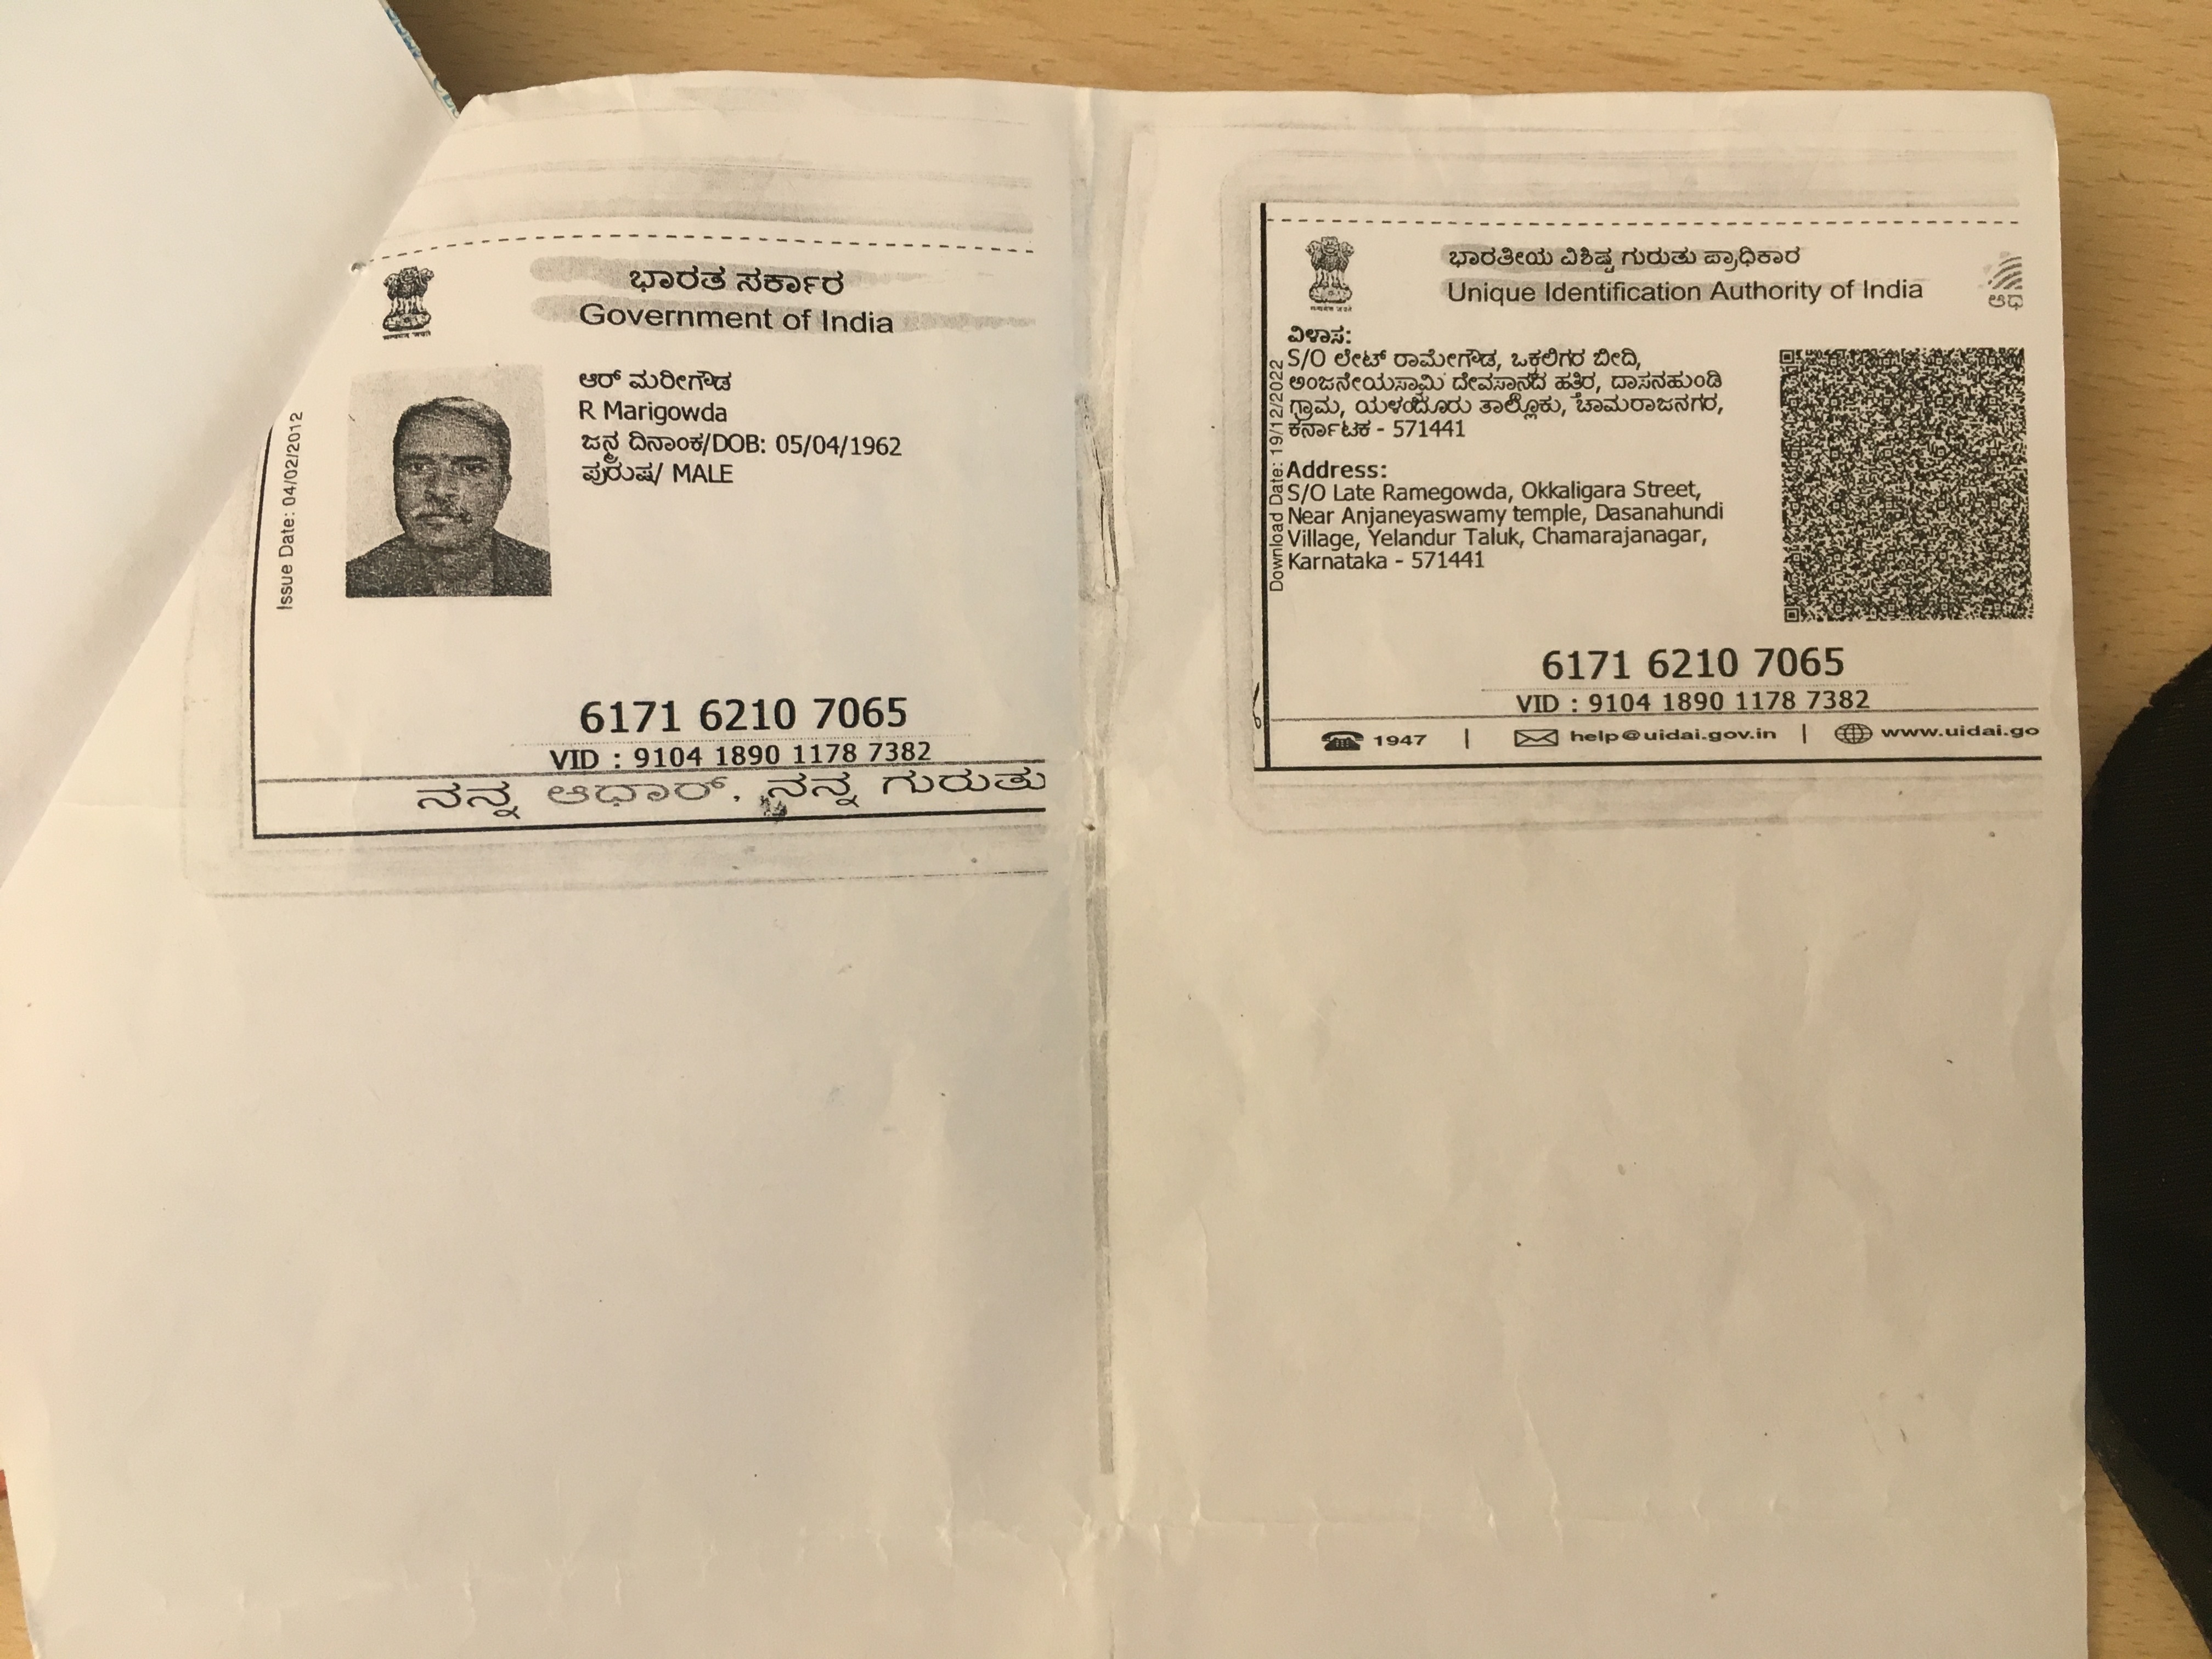 ಭಾರತ ಸರ್ಕಾರ
Government of India
Issue Date: 04/02/2012
ಆರ್ ಮರೀಗೌಡ
R Marigowda
ಜನ್ಮ ದಿನಾಂಕ/DOB: 05/04/1962
ಪುರುಷ/ MALE
6171 6210 7065
VID : 9104 1890 1178 7382
ನನ್ನ ಆಧಾರ್, ನನ್ನ ಗುರುತು
ಭಾರತೀಯ ವಿಶಿಷ್ಟ ಗುರುತು ಪ್ರಾಧಿಕಾರ
Unique Identification Authority of India
ಆಧ
Download Date: 19/12/2022
ವಿಳಾಸ:
S/O ಲೇಟ್ ರಾಮೇಗೌಡ, ಒಕ್ಕಲಿಗರ ಬೀದಿ,
ಅಂಜನೇಯಸ್ವಾಮಿ ದೇವಸಾನದ ಹತ್ತಿರ, ದಾಸನಹುಂಡಿ
ಗ್ರಾಮ, ಯಳಂದೂರು ತಾಲ್ಲೂಕು, ಚಾಮರಾಜನಗರ,
ಕರ್ನಾಟಕ - 571441
Address:
S/O Late Ramegowda, Okkaligara Street,
Near Anjaneyaswamy temple, Dasanahundi
Village, Yelandur Taluk, Chamarajanagar,
Karnataka - 571441
6171 6210 7065
VID : 9104 1890 1178 7382
1947 | help@uidai.gov.in | www.uidai.go